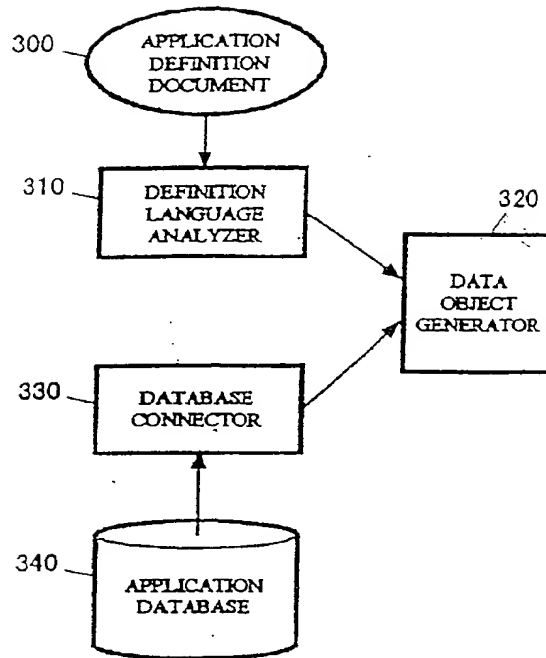 300
APPLICATION
DEFINITION
DOCUMENT
310
DEFINITION
LANGUAGE
ANALYZER
320
DATA
OBJECT
GENERATOR
330
DATABASE
CONNECTOR
340
APPLICATION
DATABASE